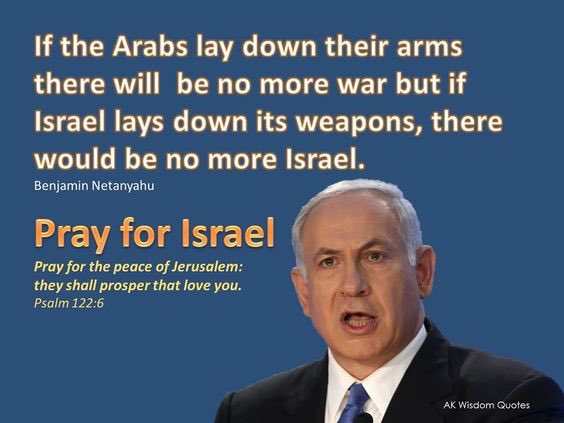 If the Arabs lay down their arms
there will be no more war but if
Israel lays down its weapons, there
would be no more Israel.
Benjamin Netanyahu
Pray for Israel
Pray for the peace of Jerusalem:
they shall prosper that love you.
Psalm 122:6
AK Wisdom Quotes